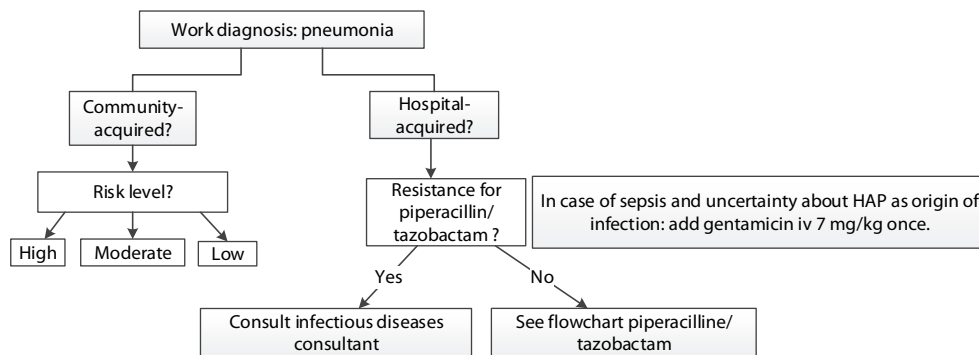 Work diagnosis: pneumonia
Community-
acquired?
Hospital-
acquired?
Risk level?
High
Moderate
Low
Resistance for
piperacillin/
tazobactam ?
In case of sepsis and uncertainty about HAP as origin of
infection: add gentamicin iv 7 mg/kg once.
Yes
No
Consult infectious diseases
consultant
See flowchart piperacilline/
tazobactam